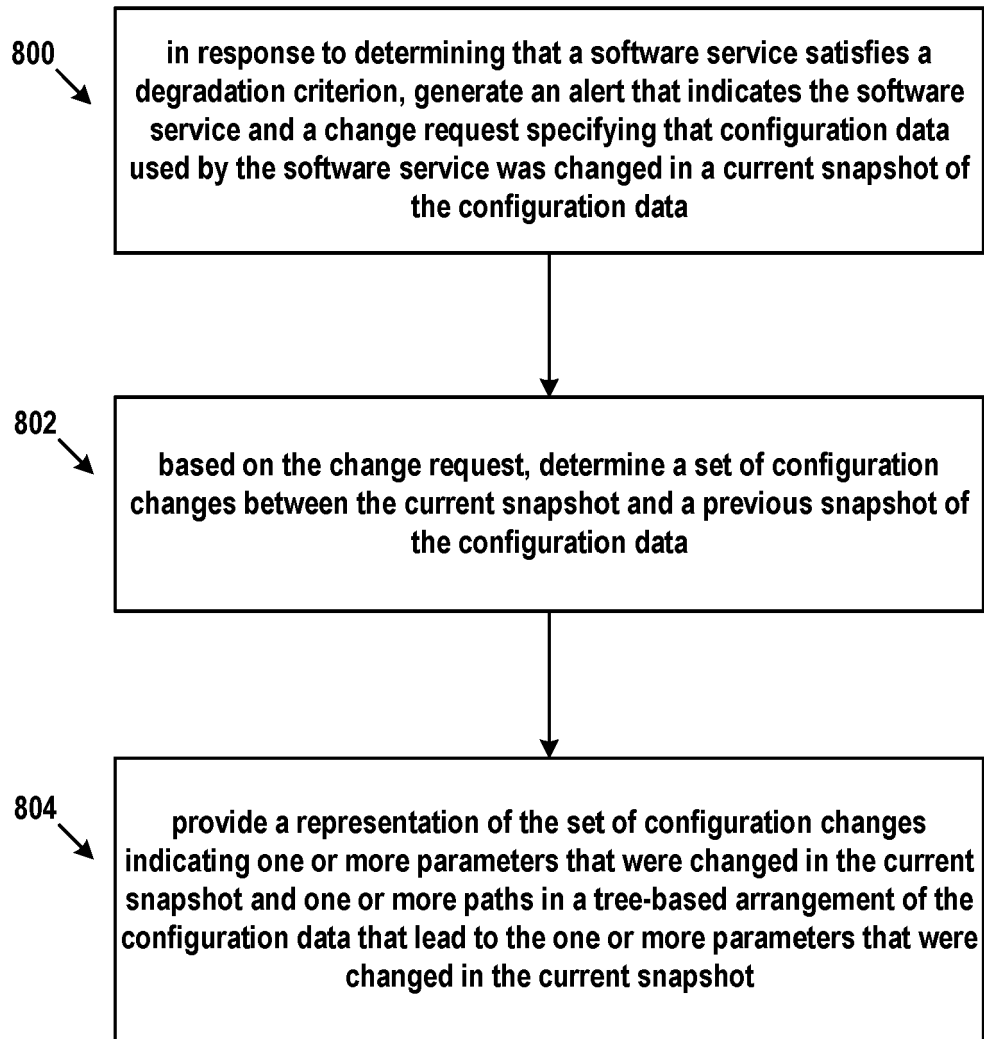 800
in response to determining that a software service satisfies a
degradation criterion, generate an alert that indicates the software
service and a change request specifying that configuration data
used by the software service was changed in a current snapshot of
the configuration data
802
based on the change request, determine a set of configuration
changes between the current snapshot and a previous snapshot of
the configuration data
804
provide a representation of the set of configuration changes
indicating one or more parameters that were changed in the current
snapshot and one or more paths in a tree-based arrangement of the
configuration data that lead to the one or more parameters that were
changed in the current snapshot